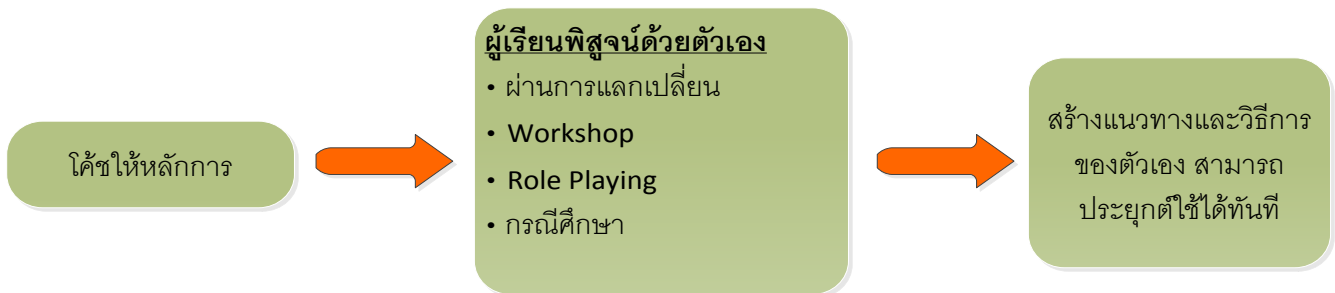 โค้ชให้หลักการ
ผู้เรียนพิสูจน์ด้วยตัวเอง
• ผ่านการแลกเปลี่ยน
• Workshop
• Role Playing
• กรณีศึกษา
สร้างแนวทางและวิธีการ
ของตัวเอง สามารถ
ประยุกต์ใช้ได้ทันที